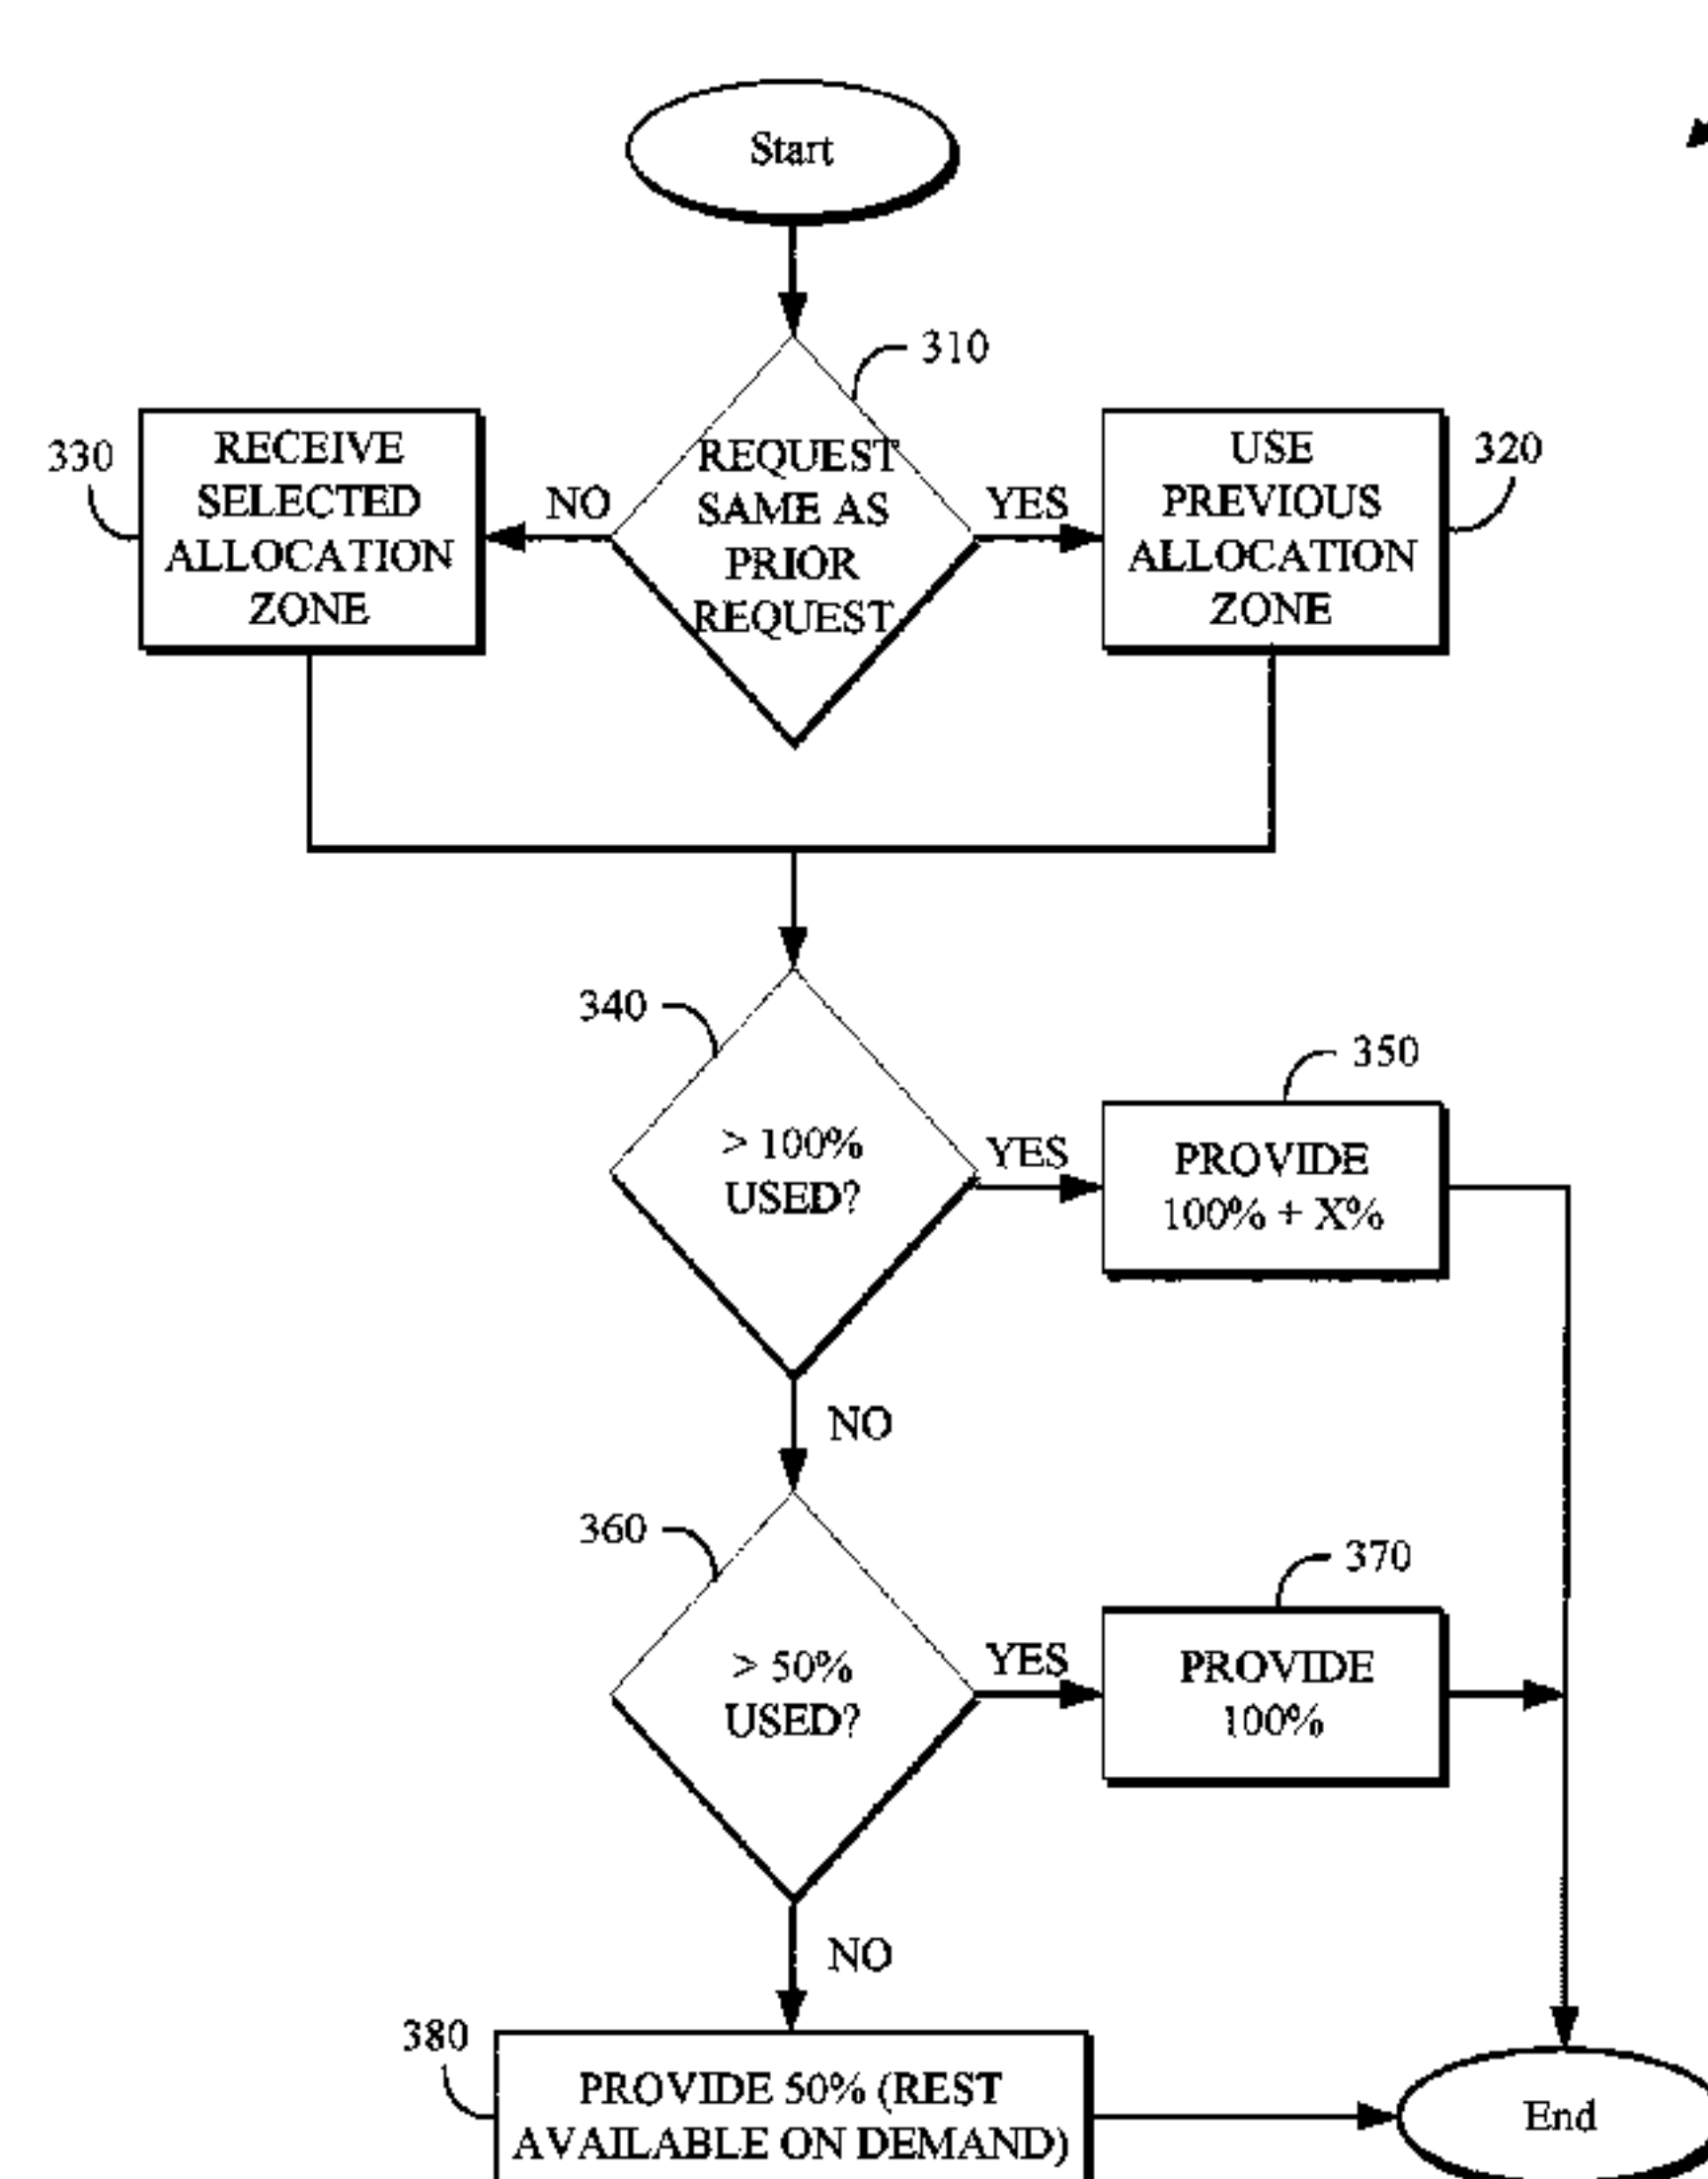 Start
310
REQUEST
SAME AS
PRIOR
REQUEST
330
RECEIVE
SELECTED
ALLOCATION
ZONE
NO
YES
USE
PREVIOUS
ALLOCATION
ZONE
320
340
> 100%
USED?
YES
350
PROVIDE
100% + X%
NO
360
> 50%
USED?
YES
370
PROVIDE
100%
NO
380
PROVIDE 50% (REST
AVAILABLE ON DEMAND)
End